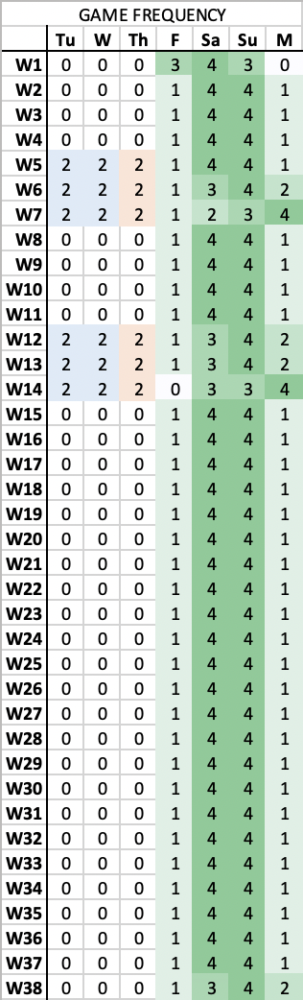 GAME FREQUENCY
Tu W Th F Sa Su M
W1 0 0 0 3 4 3 0
W2 0 0 0 1 4 4 1
W3 0 0 0 1 4 4 1
W4 0 0 0 1 4 4 1
W5 2 2 2 1 4 4 1
W6 2 2 2 1 3 4 2
W7 2 2 2 1 2 3 4
W8 0 0 0 1 4 4 1
W9 0 0 0 1 4 4 1
W10 0 0 0 1 4 4 1
W11 0 0 0 1 4 4 1
W12 2 2 2 1 3 4 2
W13 2 2 2 1 3 4 2
W14 2 2 2 0 3 3 4
W15 0 0 0 1 4 4 1
W16 0 0 0 1 4 4 1
W17 0 0 0 1 4 4 1
W18 0 0 0 1 4 4 1
W19 0 0 0 1 4 4 1
W20 0 0 0 1 4 4 1
W21 0 0 0 1 4 4 1
W22 0 0 0 1 4 4 1
W23 0 0 0 1 4 4 1
W24 0 0 0 1 4 4 1
W25 0 0 0 1 4 4 1
W26 0 0 0 1 4 4 1
W27 0 0 0 1 4 4 1
W28 0 0 0 1 4 4 1
W29 0 0 0 1 4 4 1
W30 0 0 0 1 4 4 1
W31 0 0 0 1 4 4 1
W32 0 0 0 1 4 4 1
W33 0 0 0 1 4 4 1
W34 0 0 0 1 4 4 1
W35 0 0 0 1 4 4 1
W36 0 0 0 1 4 4 1
W37 0 0 0 1 4 4 1
W38 0 0 0 1 3 4 2